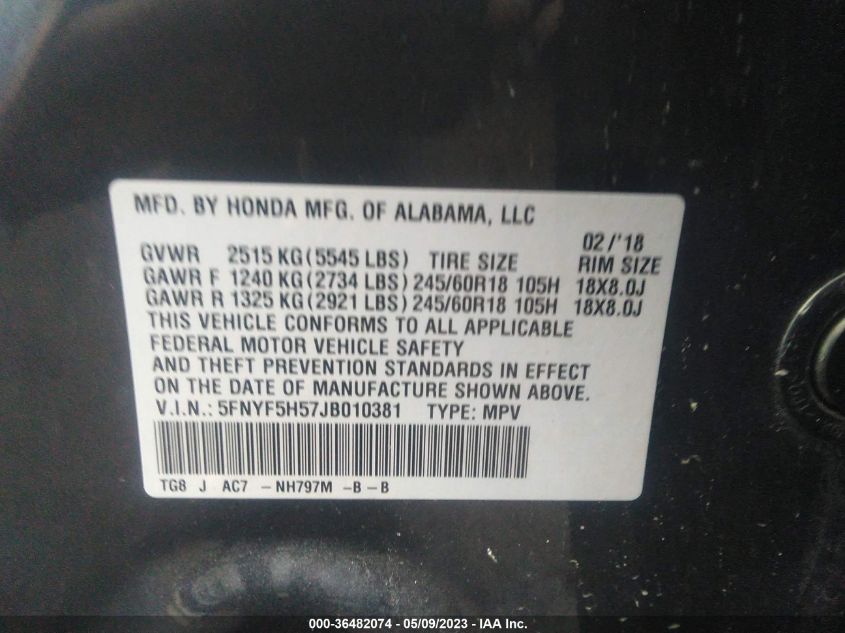 MFD. BY HONDA MFG. OF ALABAMA, LLC
02/'18
GVWR 2515 KG (5545 LBS) TIRE SIZE RIM SIZE
GAWR F 1240 KG (2734 LBS) 245/60R18 105H 18X8.0J
GAWR R 1325 KG (2921 LBS) 245/60R18 105H 18X8.0J
THIS VEHICLE CONFORMS TO ALL APPLICABLE
FEDERAL MOTOR VEHICLE SAFETY
AND THEFT PREVENTION STANDARDS IN EFFECT
ON THE DATE OF MANUFACTURE SHOWN ABOVE.
V.I.N.: 5FNYF5H57JB010381 TYPE: MPV
TG8 J AC7 -NH797M -B-B
000-36482074 - 05/09/2023 - IAA Inc.